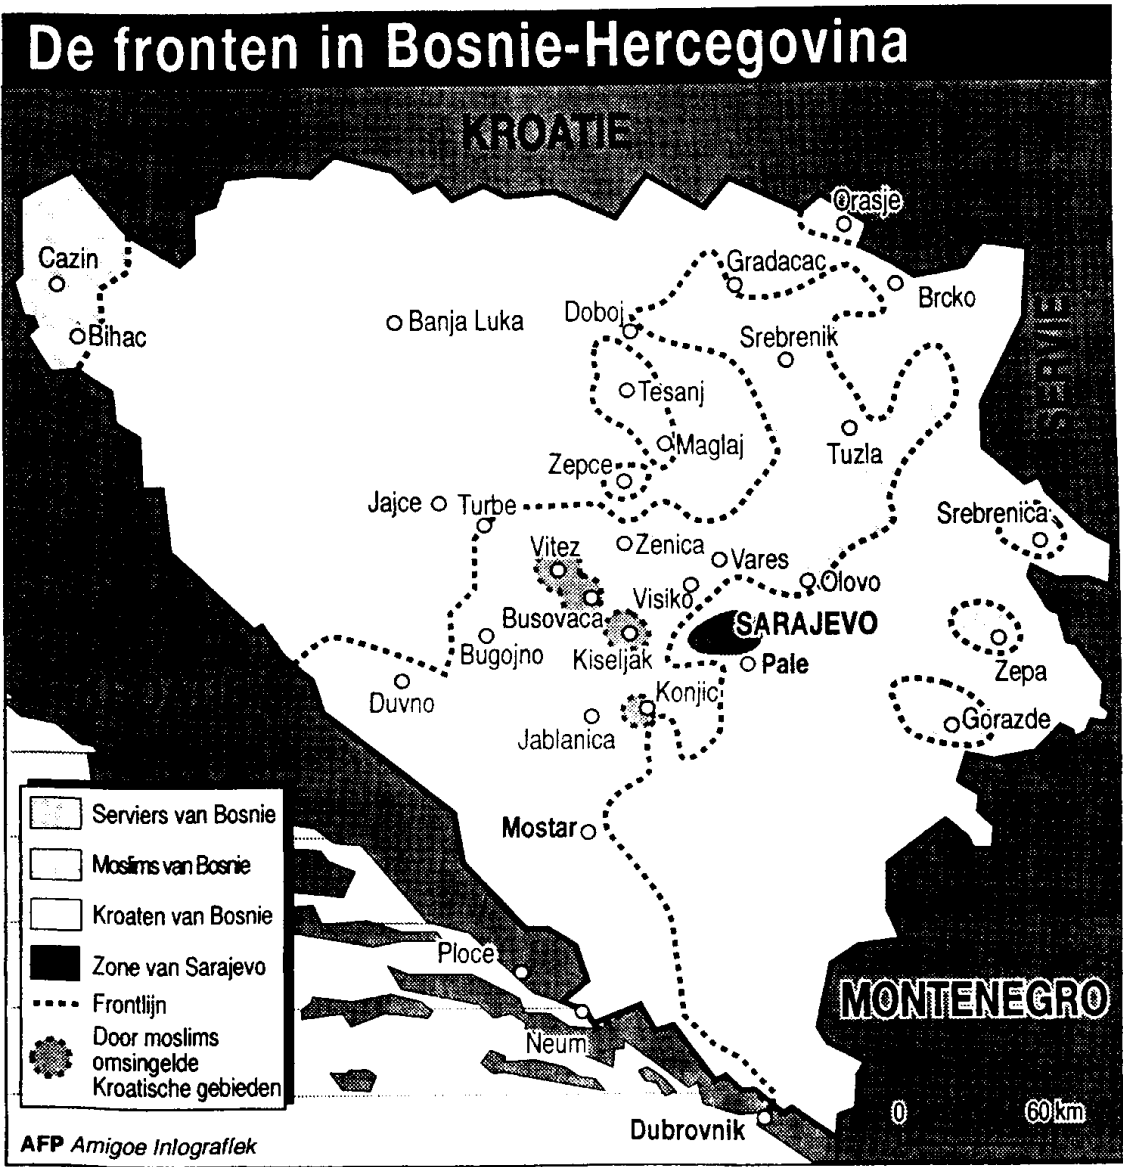 De fronten in Bosnie-Hercegovina
KROATIE
Orasje
Cazin
Gradacac
Brcko
Bihac
Banja Luka
Doboj
Srebrenik
SERVIE
Tesanj
Maglaj
Tuzla
Zepce
Jajce
Turbe
Srebrenica
Vitez
Zenica
Vares
Visiko
Olovo
Busovaca
SARAJEVO
Bugojno
Kiseljak
Pale
Zepa
Duvno
Konjic
Gorazde
Jablanica
Mostar
Serviers van Bosnie
Moslims van Bosnie
Kroaten van Bosnie
Zone van Sarajevo
Frontlijn
Door moslims
omsingelde
Kroatische gebieden
Ploce
MONTENEGRO
Neum
0 60 km
Dubrovnik
AFP Amigoe Infografiek